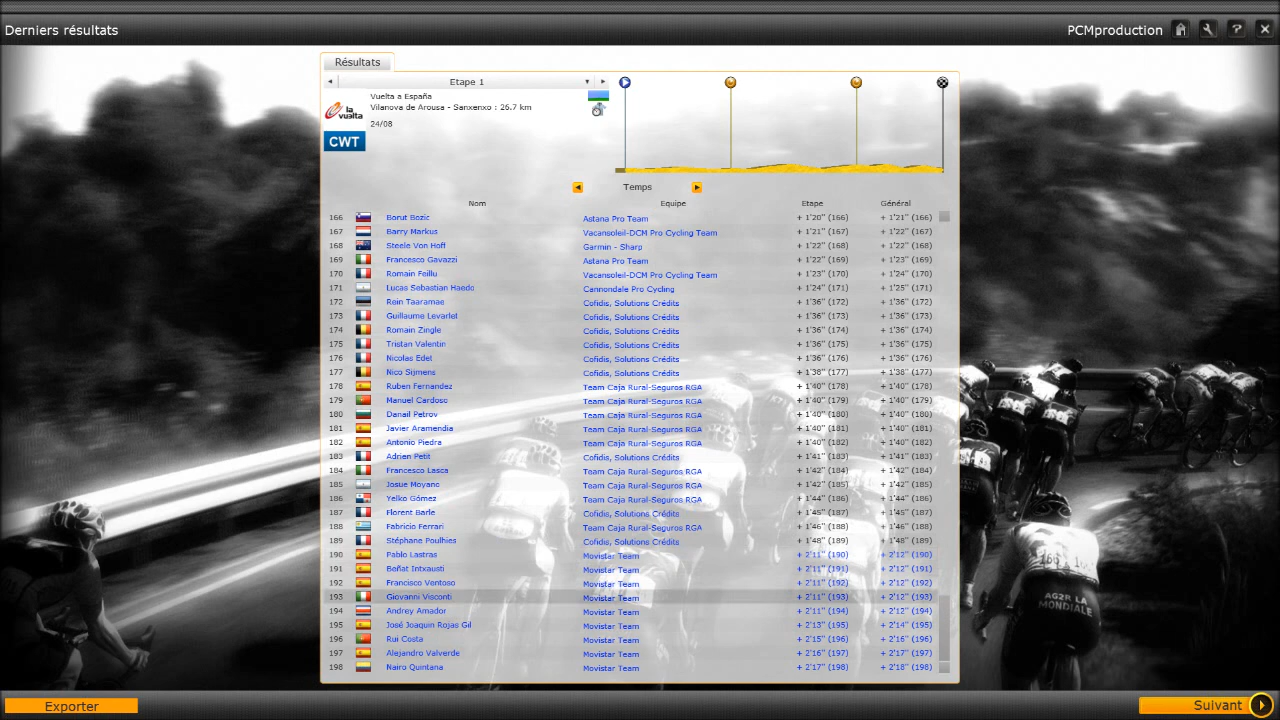 Derniers résultats
PCMproduction
Résultats
Etape 1
Vuelta a España
Vilanova de Arousa - Sanxenxo : 26.7 km
24/08
la vuelta
CWT
Temps
Nom Equipe Etape Général
166 Borut Bozic Astana Pro Team + 1'20'' (166) + 1'21'' (166)
167 Barry Markus Vacansoleil-DCM Pro Cycling Team + 1'21'' (167) + 1'22'' (167)
168 Steele Von Hoff Garmin - Sharp + 1'22'' (168) + 1'22'' (168)
169 Francesco Gavazzi Astana Pro Team + 1'22'' (169) + 1'23'' (169)
170 Romain Feillu Vacansoleil-DCM Pro Cycling Team + 1'23'' (170) + 1'24'' (170)
171 Lucas Sebastian Haedo Cannondale Pro Cycling + 1'24'' (171) + 1'25'' (171)
172 Rein Taaramae Cofidis, Solutions Crédits + 1'36'' (172) + 1'36'' (172)
173 Guillaume Levarlet Cofidis, Solutions Crédits + 1'36'' (173) + 1'36'' (173)
174 Romain Zingle Cofidis, Solutions Crédits + 1'36'' (174) + 1'36'' (174)
175 Tristan Valentin Cofidis, Solutions Crédits + 1'36'' (175) + 1'36'' (175)
176 Nicolas Edet Cofidis, Solutions Crédits + 1'36'' (176) + 1'36'' (176)
177 Nico Sijmens Cofidis, Solutions Crédits + 1'38'' (177) + 1'38'' (177)
178 Ruben Fernandez Team Caja Rural-Seguros RGA + 1'40'' (178) + 1'40'' (178)
179 Manuel Cardoso Team Caja Rural-Seguros RGA + 1'40'' (179) + 1'40'' (179)
180 Danail Petrov Team Caja Rural-Seguros RGA + 1'40'' (180) + 1'40'' (180)
181 Javier Aramendia Team Caja Rural-Seguros RGA + 1'40'' (181) + 1'40'' (181)
182 Antonio Piedra Team Caja Rural-Seguros RGA + 1'40'' (182) + 1'40'' (182)
183 Adrien Petit Cofidis, Solutions Crédits + 1'41'' (183) + 1'41'' (183)
184 Francesco Lasca Team Caja Rural-Seguros RGA + 1'42'' (184) + 1'42'' (184)
185 Josue Moyano Team Caja Rural-Seguros RGA + 1'42'' (185) + 1'42'' (185)
186 Yelko Gómez Team Caja Rural-Seguros RGA + 1'44'' (186) + 1'44'' (186)
187 Florent Barle Cofidis, Solutions Crédits + 1'45'' (187) + 1'45'' (187)
188 Fabricio Ferrari Team Caja Rural-Seguros RGA + 1'46'' (188) + 1'46'' (188)
189 Stéphane Poulhies Cofidis, Solutions Crédits + 1'48'' (189) + 1'48'' (189)
190 Pablo Lastras Movistar Team + 2'11'' (190) + 2'12'' (190)
191 Beñat Intxausti Movistar Team + 2'11'' (191) + 2'12'' (191)
192 Francisco Ventoso Movistar Team + 2'11'' (192) + 2'12'' (192)
193 Giovanni Visconti Movistar Team + 2'11'' (193) + 2'12'' (193)
194 Andrey Amador Movistar Team + 2'11'' (194) + 2'12'' (194)
195 José Joaquin Rojas Gil Movistar Team + 2'13'' (195) + 2'14'' (195)
196 Rui Costa Movistar Team + 2'15'' (196) + 2'16'' (196)
197 Alejandro Valverde Movistar Team + 2'16'' (197) + 2'17'' (197)
198 Nairo Quintana Movistar Team + 2'17'' (198) + 2'18'' (198)
AG2R LA
MONDIALE
Exporter
Suivant